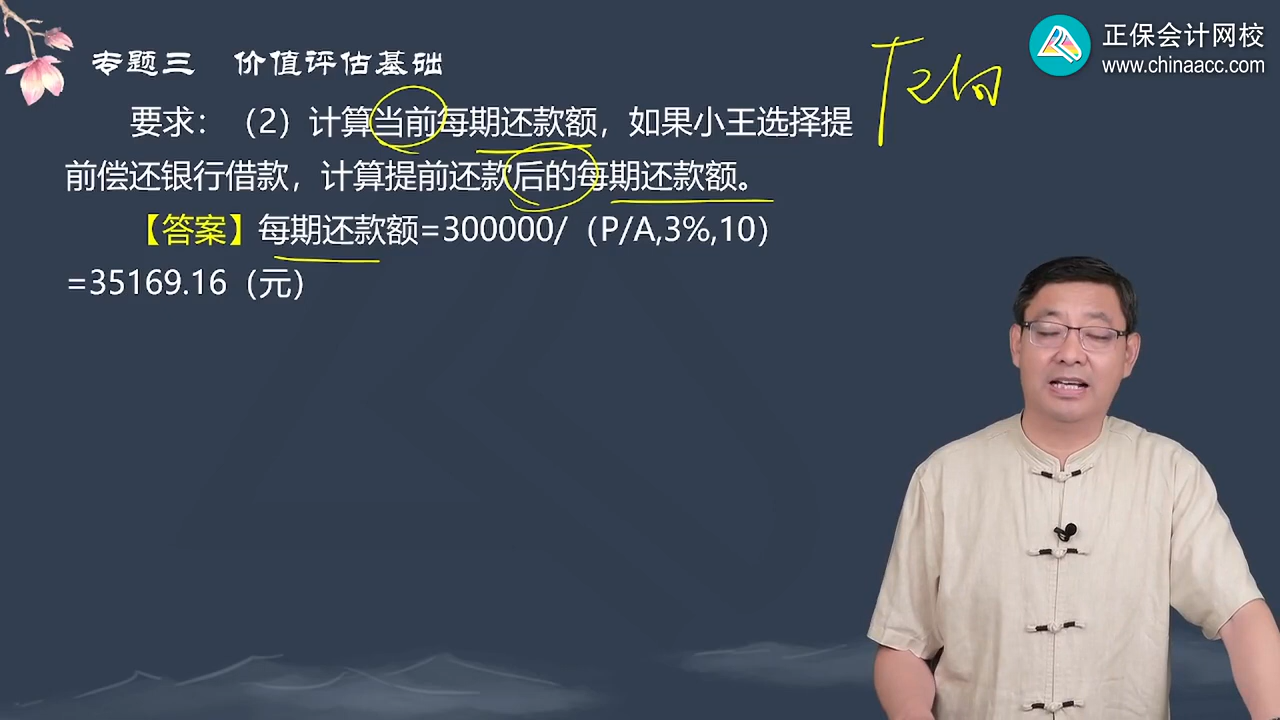 正保会计网校
www.chinaacc.com
专题三 价值评估基础
要求：（2）计算当前每期还款额，如果小王选择提
前偿还银行借款，计算提前还款后的每期还款额。
【答案】每期还款额=300000/（P/A,3%,10）
=35169.16（元）